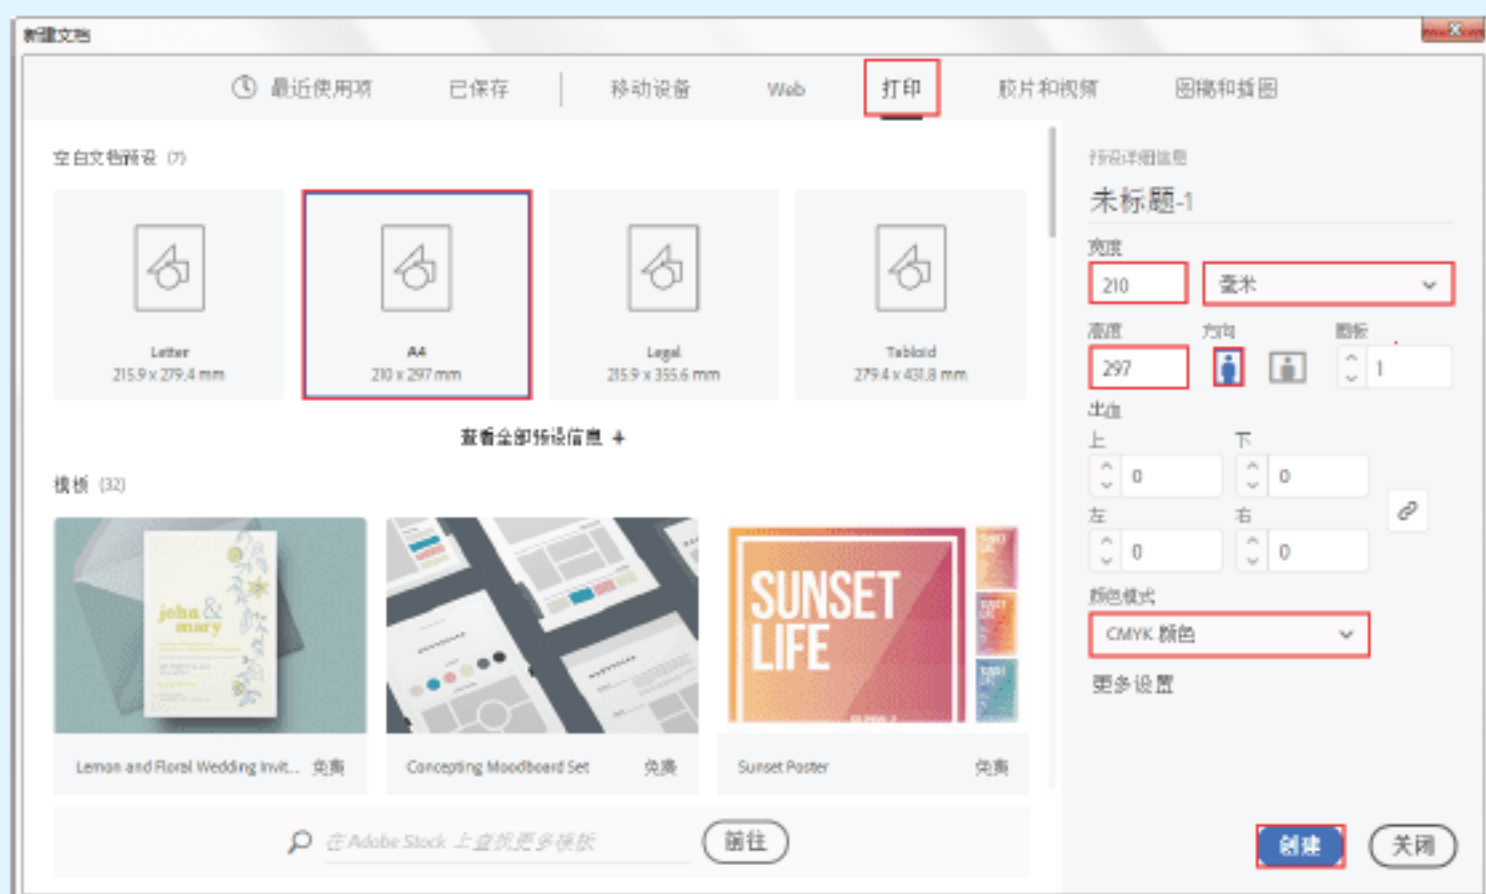 新建文档
最近使用项 已保存 移动设备 Web 打印 胶片和视频 图稿和插图
空白文档预设 (7)
Letter
215.9 x 279.4 mm
A4
210 x 297 mm
Legal
215.9 x 355.6 mm
Tabloid
279.4 x 431.8 mm
查看全部预设信息 +
模板 (32)
john &
mary
SUNSET
LIFE
Lemon and Floral Wedding Invit... 免费
Concepting Moodboard Set 免费
Sunset Poster 免费
在 Adobe Stock 上查找更多模板
前往
预设详细信息
未标题-1
宽度
210 毫米
高度 方向 画板
297 1
出血
上 下
0 0
左 右
0 0
颜色模式
CMYK 颜色
更多设置
创建 关闭